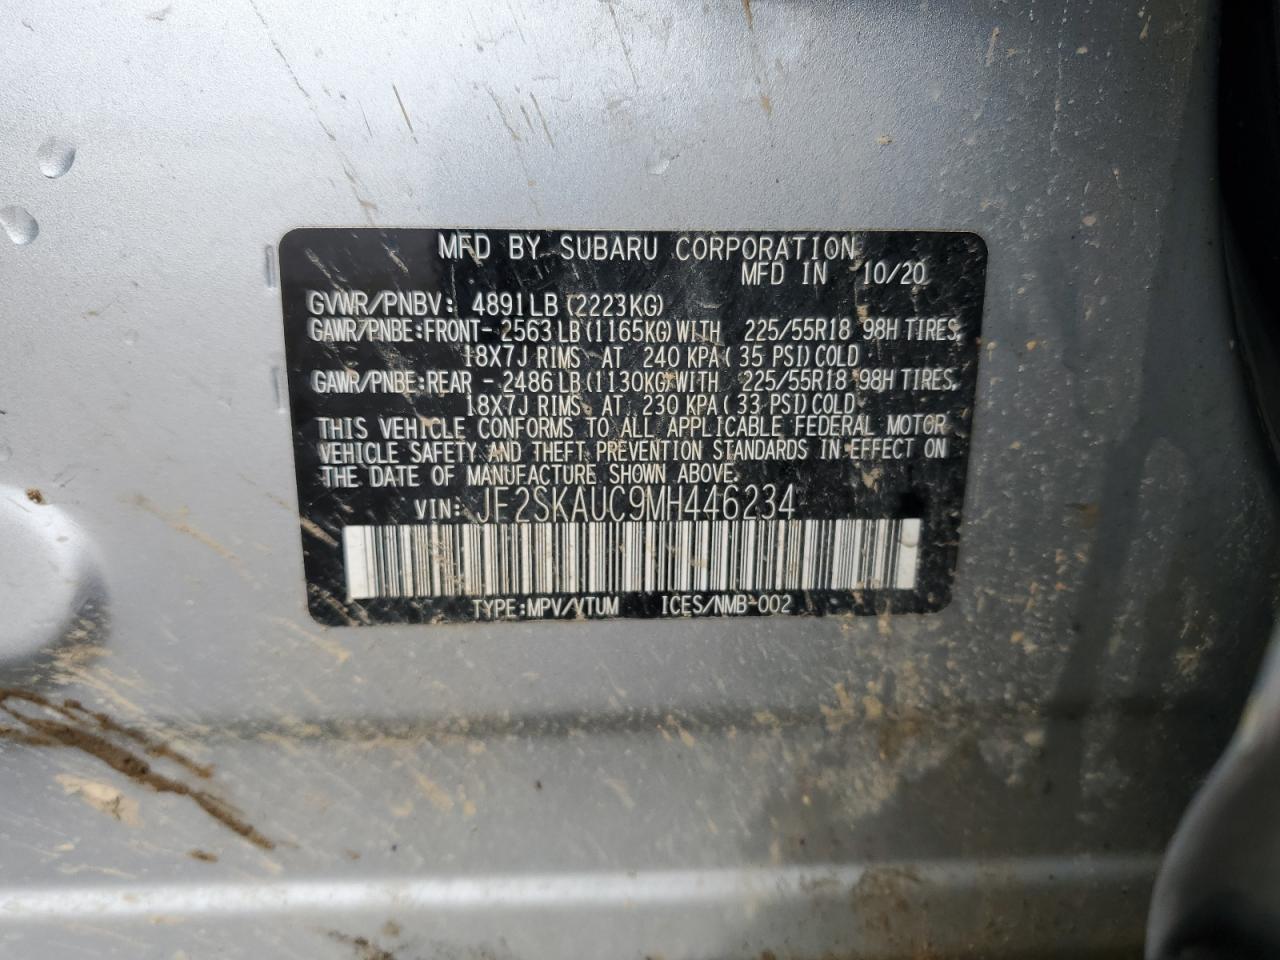 MFD BY SUBARU CORPORATION
MFD IN 10/20
GVWR/PNBV: 4891LB (2223KG)
GAWR/PNBE:FRONT- 2563 LB(1165KG)WITH 225/55R18 98H TIRES,
18X7J RIMS AT 240 KPA( 35 PSI)COLD
GAWR/PNBE:REAR - 2486 LB(1130KG)WITH 225/55R18 98H TIRES,
18X7J RIMS AT 230 KPA( 33 PSI)COLD
THIS VEHICLE CONFORMS TO ALL APPLICABLE FEDERAL MOTOR
VEHICLE SAFETY AND THEFT PREVENTION STANDARDS IN EFFECT ON
THE DATE OF MANUFACTURE SHOWN ABOVE.
VIN: JF2SKAUC9MH446234
TYPE:MPV/VTUM ICES/NMB-002